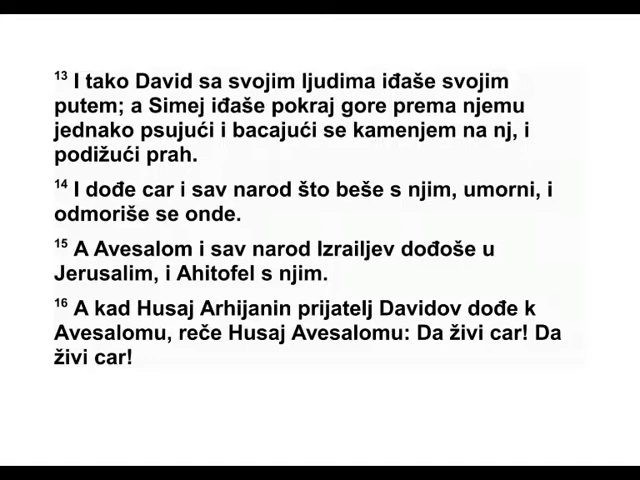 13 I tako David sa svojim ljudima iđaše svojim
putem; a Simej iđaše pokraj gore prema njemu
jednako psujući i bacajući se kamenjem na nj, i
podižući prah.
14 I dođe car i sav narod što beše s njim, umorni, i
odmoriše se onde.
15 A Avesalom i sav narod Izrailjev dođoše u
Jerusalim, i Ahitofel s njim.
16 A kad Husaj Arhijanin prijatelj Davidov dođe k
Avesalomu, reče Husaj Avesalomu: Da živi car! Da
živi car!